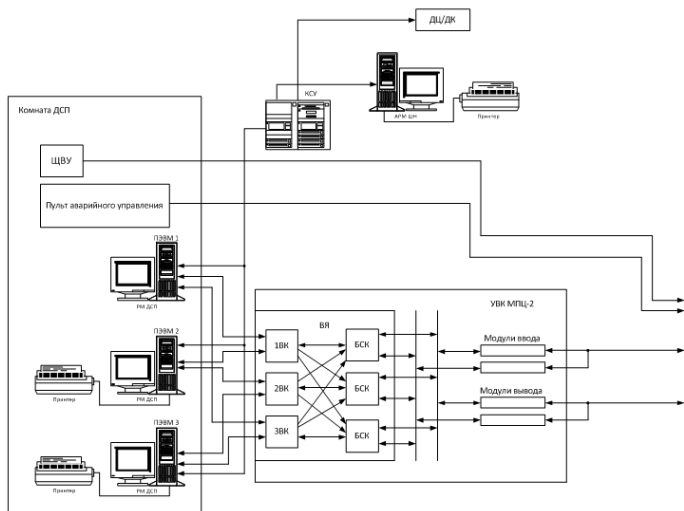 ДЦ/ДК
КСУ
АРМ ШН
Принтер
Комната ДСП
ЩВУ
Пульт аварийного управления
ПЭВМ 1
РМ ДСП
ПЭВМ 2
Принтер
РМ ДСП
ПЭВМ 3
Принтер
РМ ДСП
УВК МПЦ-2
ВЯ
1ВК
БСК
2ВК
БСК
3ВК
БСК
Модули ввода
Модули вывода